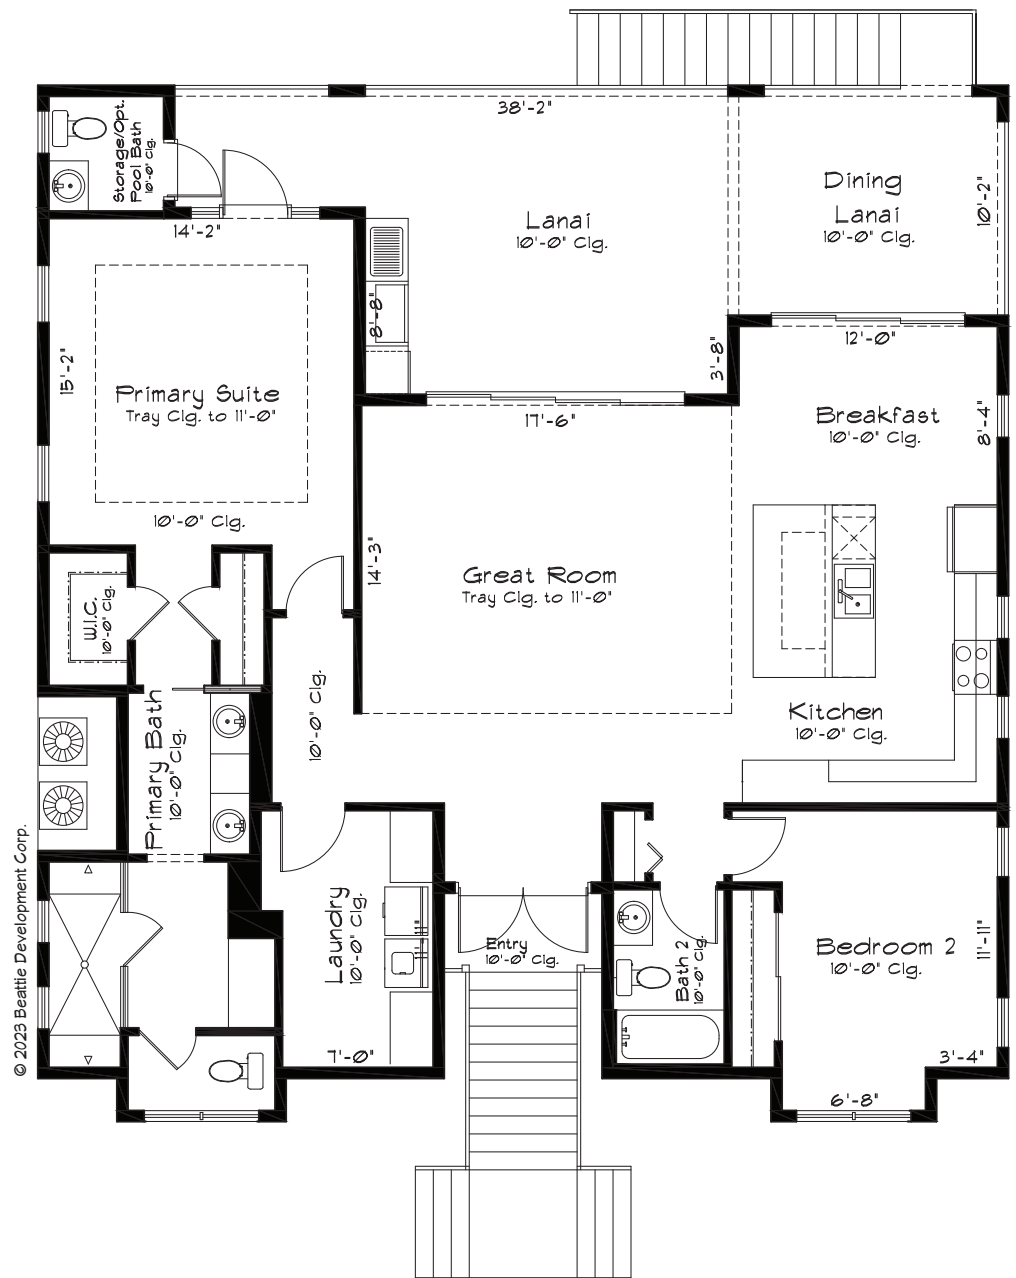 38'-2"
Storage/Opt.
Pool Bath
10'-0" Clg.
Dining
Lanai
10'-0" Clg.
10'-2"
Lanai
10'-0" Clg.
14'-2"
8'-8"
3'-8"
12'-0"
15'-2"
Primary Suite
Tray Clg. to 11'-0"
17'-6"
Breakfast
10'-0" Clg.
8'-4"
10'-0" Clg.
14'-3"
Great Room
Tray Clg. to 11'-0"
W.I.C.
10'-0" Clg.
10'-0" Clg.
Kitchen
10'-0" Clg.
Primary Bath
10'-0" Clg.
Laundry
10'-0" Clg.
11'-11"
Entry
10'-0" Clg.
Bath 2
10'-0" Clg.
Bedroom 2
10'-0" Clg.
11'-11"
7'-0"
3'-4"
6'-8"
© 2023 Beattie Development Corp.